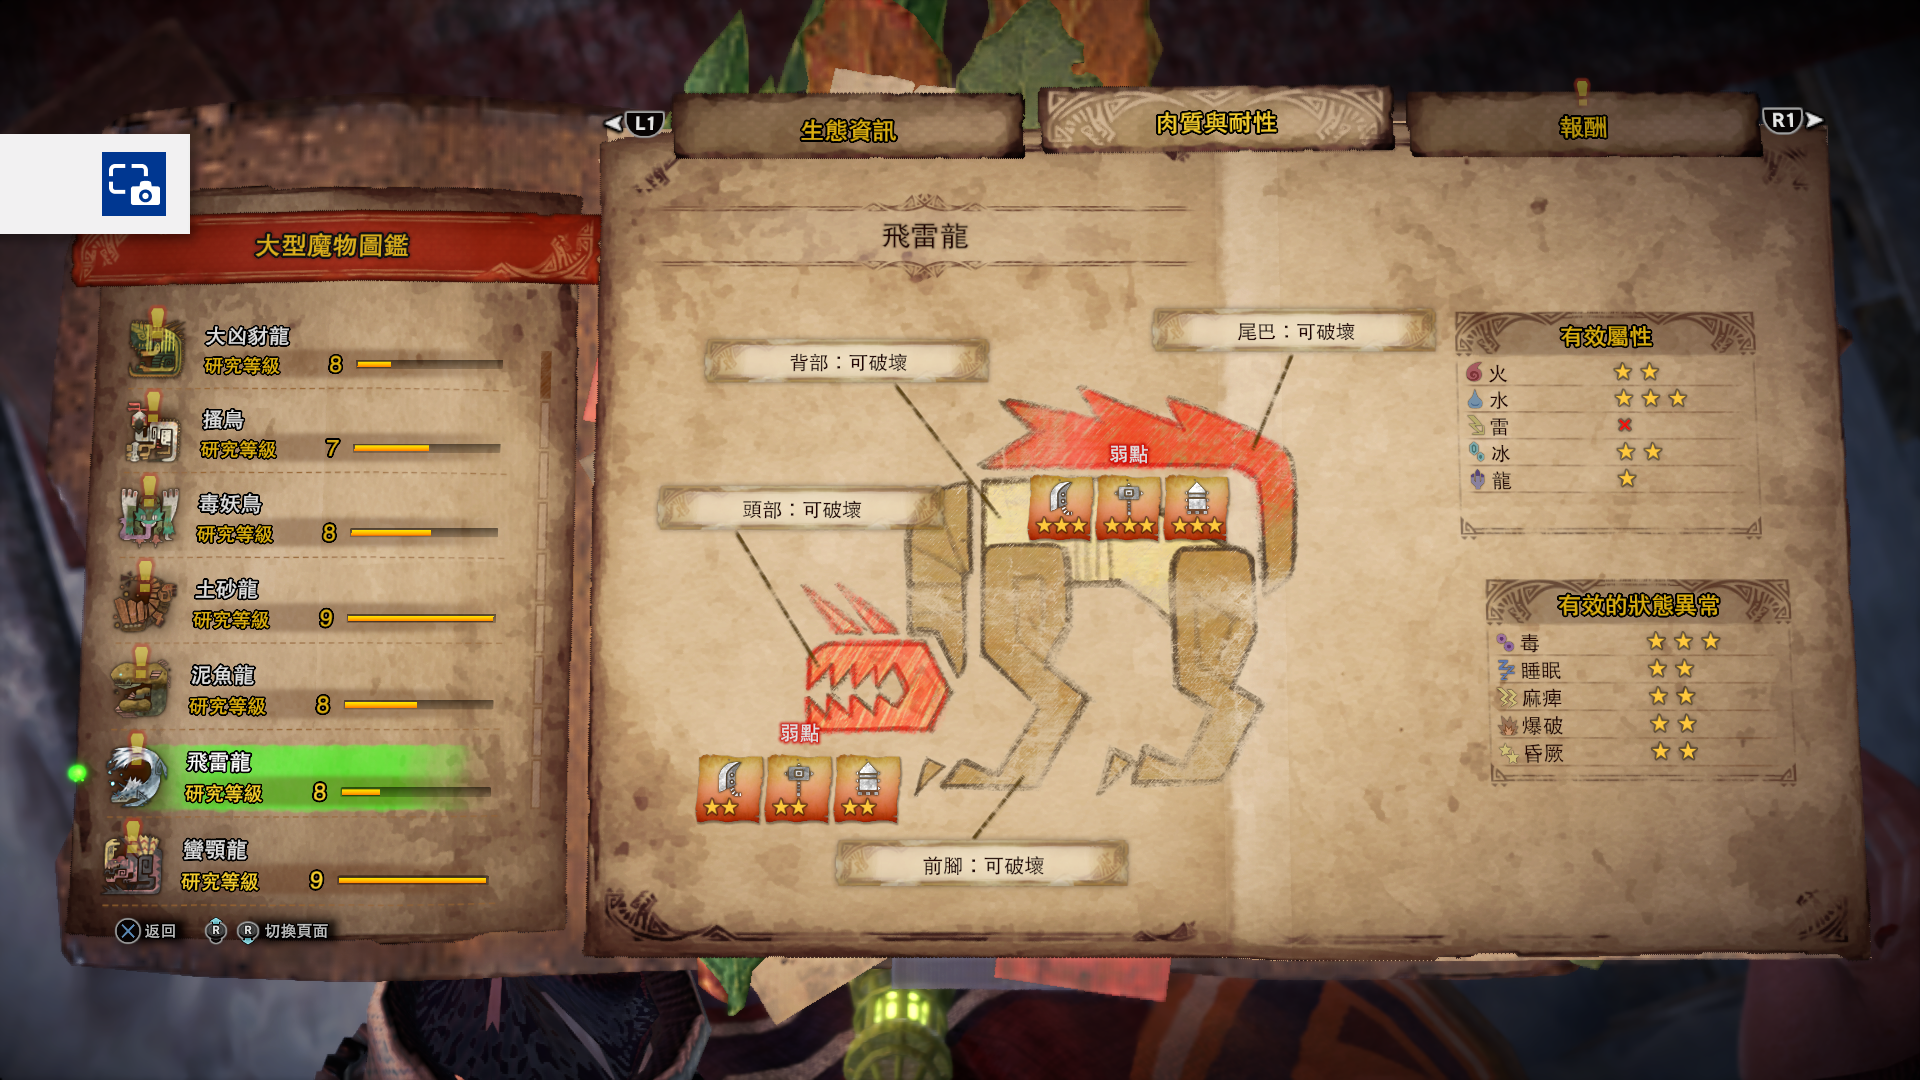 L1
生態資訊
肉質與耐性
報酬
R1
大型魔物圖鑑
大凶豺龍
研究等級 8
搔鳥
研究等級 7
毒妖鳥
研究等級 8
土砂龍
研究等級 9
泥魚龍
研究等級 8
飛雷龍
研究等級 8
蠻顎龍
研究等級 9
返回
R R 切換頁面
飛雷龍
背部：可破壞
尾巴：可破壞
弱點
頭部：可破壞
弱點
前腳：可破壞
有效屬性
火
水
雷
冰
龍
有效的狀態異常
毒
睡眠
麻痺
爆破
昏厥